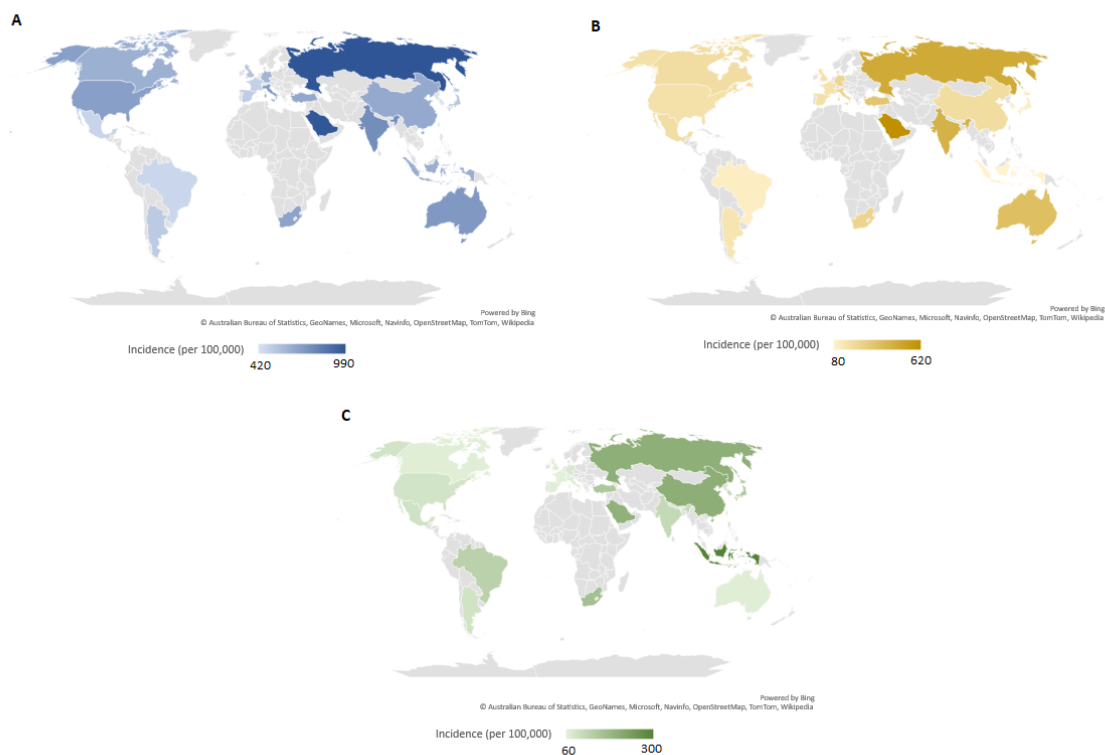 A
Powered by Bing
© Australian Bureau of Statistics, GeoNames, Microsoft, Navinfo, OpenStreetMap, TomTom, Wikipedia
Incidence (per 100,000)
420 990
B
Powered by Bing
© Australian Bureau of Statistics, GeoNames, Microsoft, Navinfo, OpenStreetMap, TomTom, Wikipedia
Incidence (per 100,000)
80 620
C
Powered by Bing
© Australian Bureau of Statistics, GeoNames, Microsoft, Navinfo, OpenStreetMap, TomTom, Wikipedia
Incidence (per 100,000)
60 300